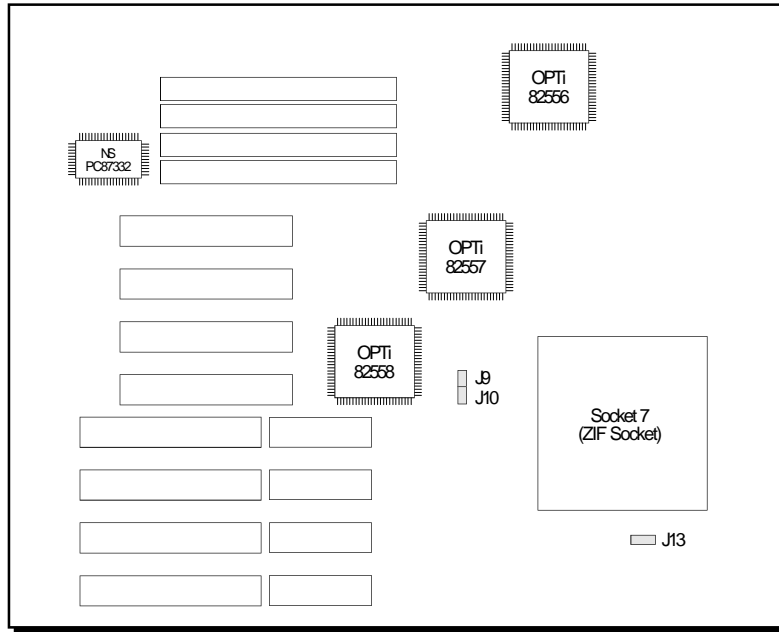 OPTi
82556
NS
PC87332
OPTi
82557
OPTi
82558
J9
J10
Socket 7
(ZIF Socket)
J13